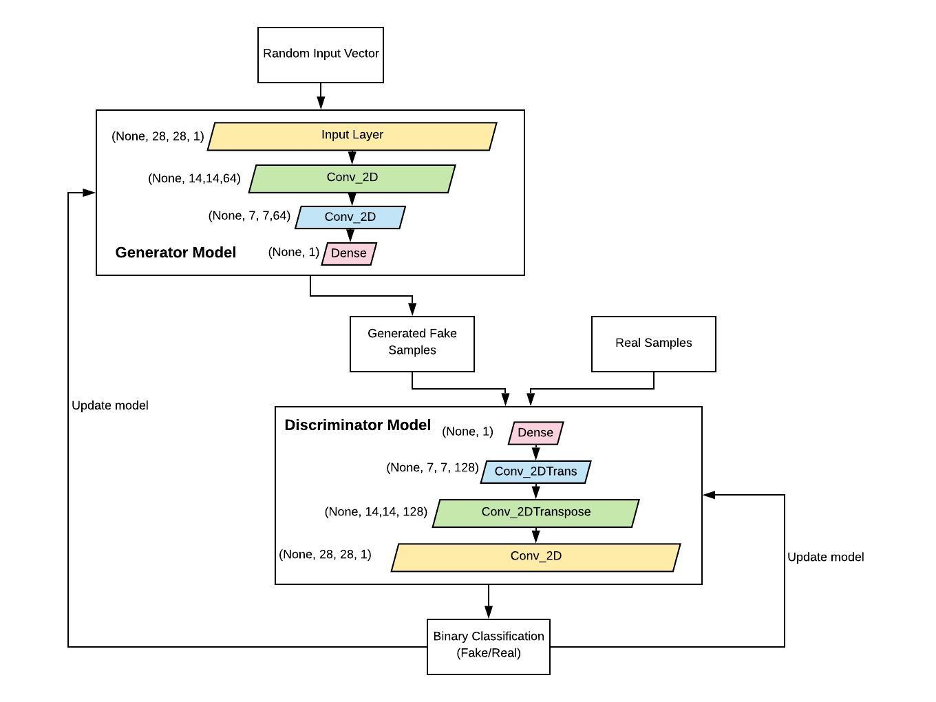 Random Input Vector
(None, 28, 28, 1)
Input Layer
(None, 14,14,64)
Conv_2D
(None, 7, 7,64)
Conv_2D
Generator Model
(None, 1)
Dense
Generated Fake
Samples
Real Samples
Update model
Discriminator Model
(None, 1)
Dense
(None, 7, 7, 128)
Conv_2DTrans
(None, 14,14, 128)
Conv_2DTranspose
(None, 28, 28, 1)
Conv_2D
Update model
Binary Classification
(Fake/Real)